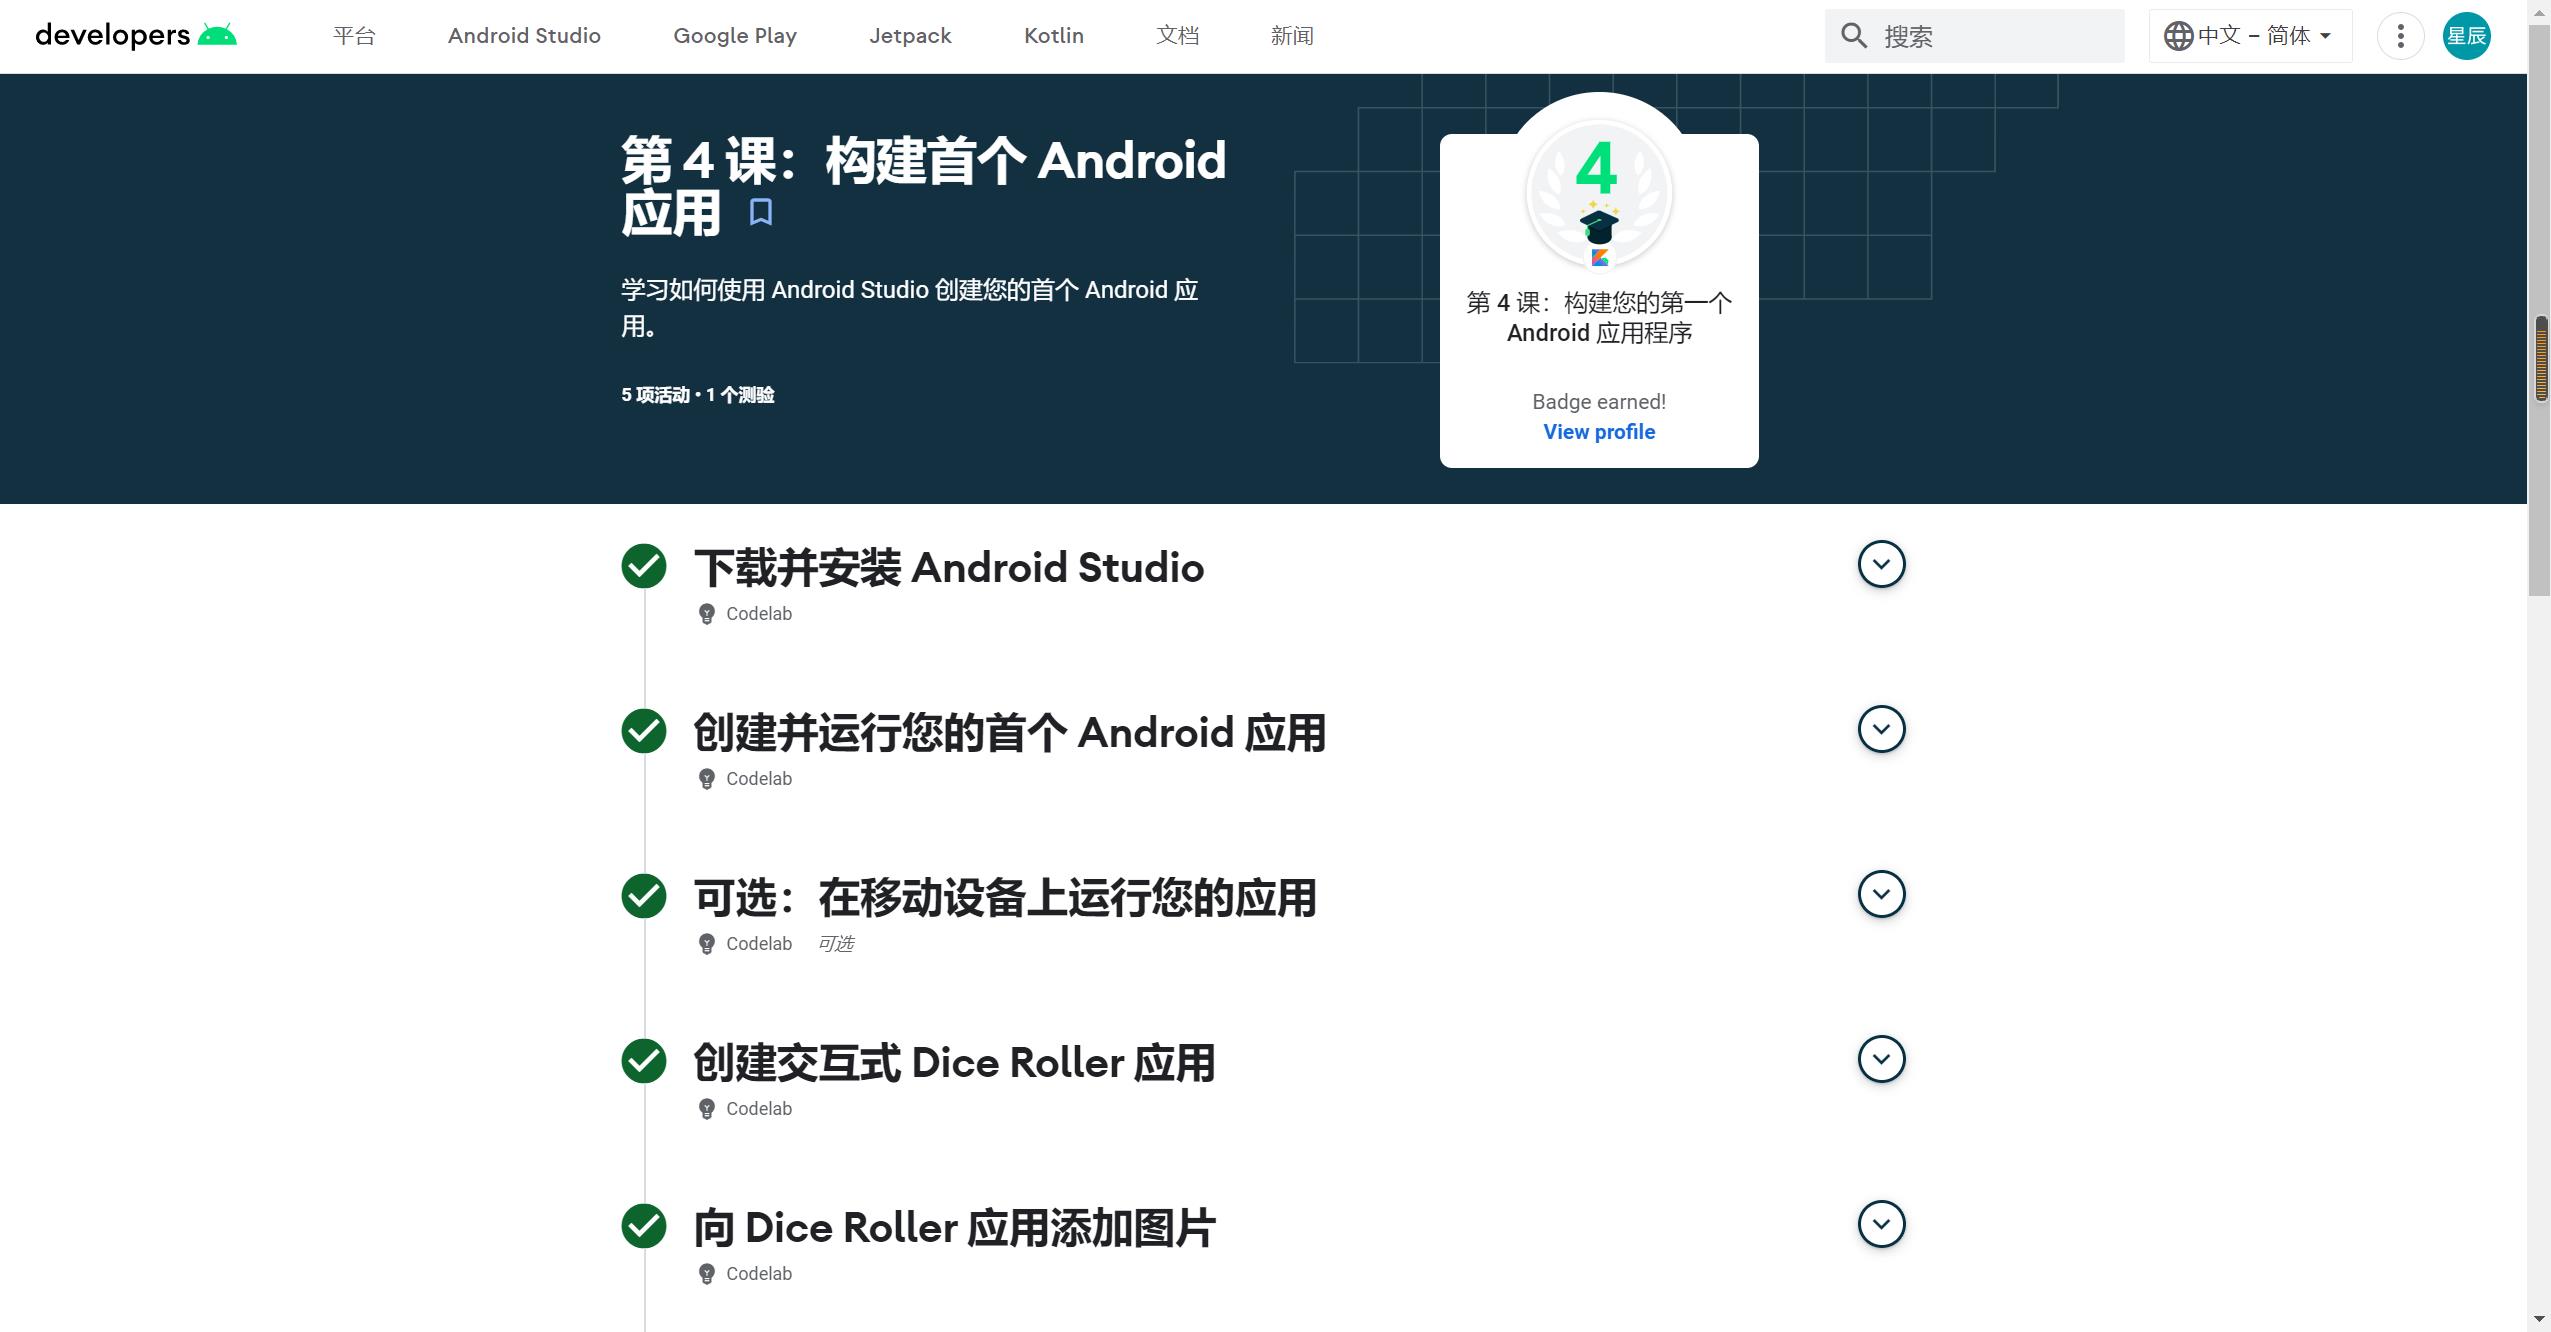 developers
平台
Android Studio
Google Play
Jetpack
Kotlin
文档
新闻
搜索
中文 – 简体
星辰
第 4 课：构建首个 Android
应用
学习如何使用 Android Studio 创建您的首个 Android 应
用。
5 项活动 • 1 个测验
4
第 4 课：构建您的第一个
Android 应用程序
Badge earned!
View profile
下载并安装 Android Studio
Codelab
创建并运行您的首个 Android 应用
Codelab
可选：在移动设备上运行您的应用
Codelab 可选
创建交互式 Dice Roller 应用
Codelab
向 Dice Roller 应用添加图片
Codelab